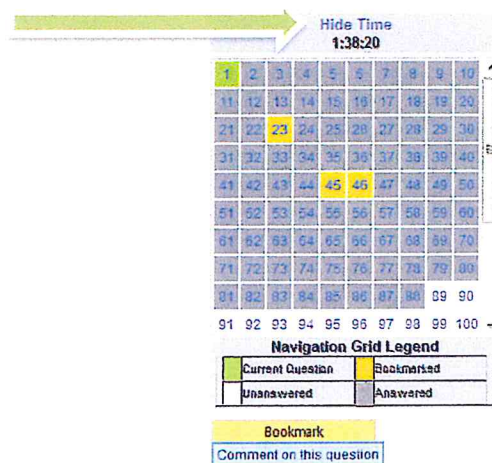 Hide Time
1:38:20
1 2 3 4 5 6 7 8 9 10
11 12 13 14 15 16 17 18 19 20
21 22 23 24 25 26 27 28 29 30
31 32 33 34 35 36 37 38 39 40
41 42 43 44 45 46 47 48 49 50
51 52 53 54 55 56 57 58 59 60
61 62 63 64 65 66 67 68 69 70
71 72 73 74 75 76 77 78 79 80
81 82 83 84 85 86 87 88 89 90
91 92 93 94 95 96 97 98 99 100
Navigation Grid Legend
Current Question Bookmarked
Unanswered Answered
Bookmark
Comment on this question